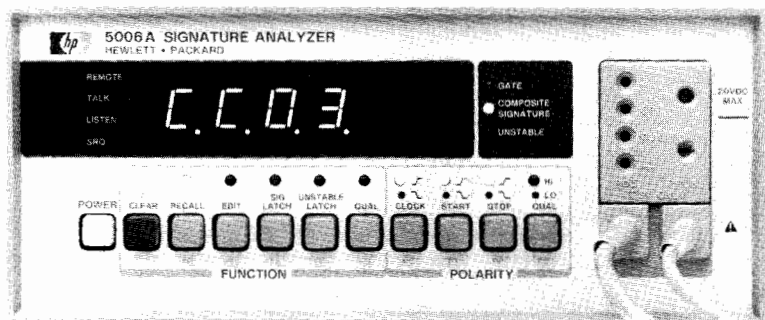 hp
5006A SIGNATURE ANALYZER
HEWLETT • PACKARD
REMOTE
TALK
LISTEN
SRQ
C.C.0.3.
GATE
COMPOSITE
SIGNATURE
UNSTABLE
20VDC
MAX
HI
LO
POWER
CLEAR
RECALL
EDIT
SIG
LATCH
UNSTABLE
LATCH
QUAL
CLOCK
START
STOP
QUAL
FUNCTION
POLARITY